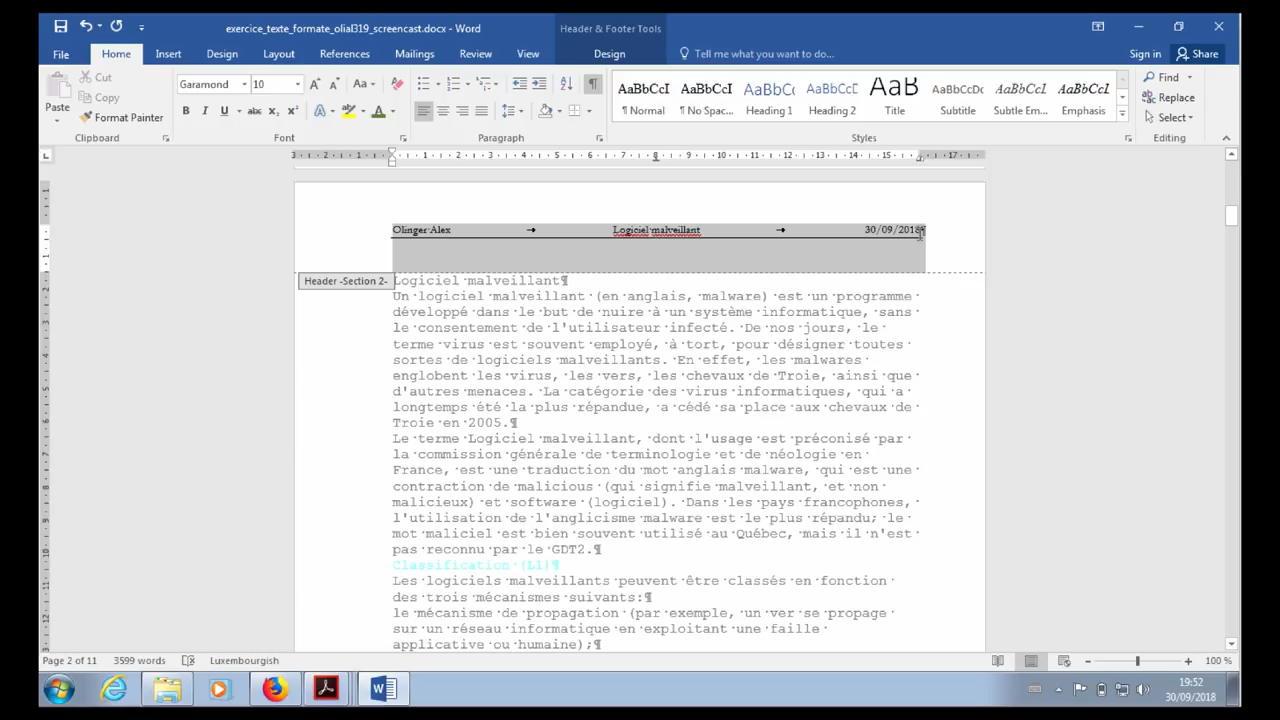 exercice_texte_formate_olial319_screencast.docx - Word
Header & Footer Tools
File Home Insert Design Layout References Mailings Review View Design Tell me what you want to do... Sign in Share
Paste
Cut
Copy
Format Painter
Garamond 10
¶ Normal ¶ No Spac... Heading 1 Heading 2 Title Subtitle Subtle Em... Emphasis
Find
Replace
Select
Clipboard Font Paragraph Styles Editing
Olinger Alex Logiciel malveillant 30/09/2018
Header -Section 2-
Logiciel malveillant¶
Un logiciel malveillant (en anglais, malware) est un programme
développé dans le but de nuire à un système informatique, sans
le consentement de l'utilisateur infecté. De nos jours, le
terme virus est souvent employé, à tort, pour désigner toutes
sortes de logiciels malveillants. En effet, les malwares
englobent les virus, les vers, les chevaux de Troie, ainsi que
d'autres menaces. La catégorie des virus informatiques, qui a
longtemps été la plus répandue, a cédé sa place aux chevaux de
Troie en 2005.¶
Le terme Logiciel malveillant, dont l'usage est préconisé par
la commission générale de terminologie et de néologie en
France, est une traduction du mot anglais malware, qui est une
contraction de malicious (qui signifie malveillant, et non
malicieux) et software (logiciel). Dans les pays francophones,
l'utilisation de l'anglicisme malware est le plus répandu; le
mot maliciel est bien souvent utilisé au Québec, mais il n'est
pas reconnu par le GDT2.¶
Classification (L1)¶
Les logiciels malveillants peuvent être classés en fonction
des trois mécanismes suivants:¶
le mécanisme de propagation (par exemple, un ver se propage
sur un réseau informatique en exploitant une faille
applicative ou humaine);¶
Page 2 of 11 3599 words Luxembourgish 100 %
19:52
30/09/2018